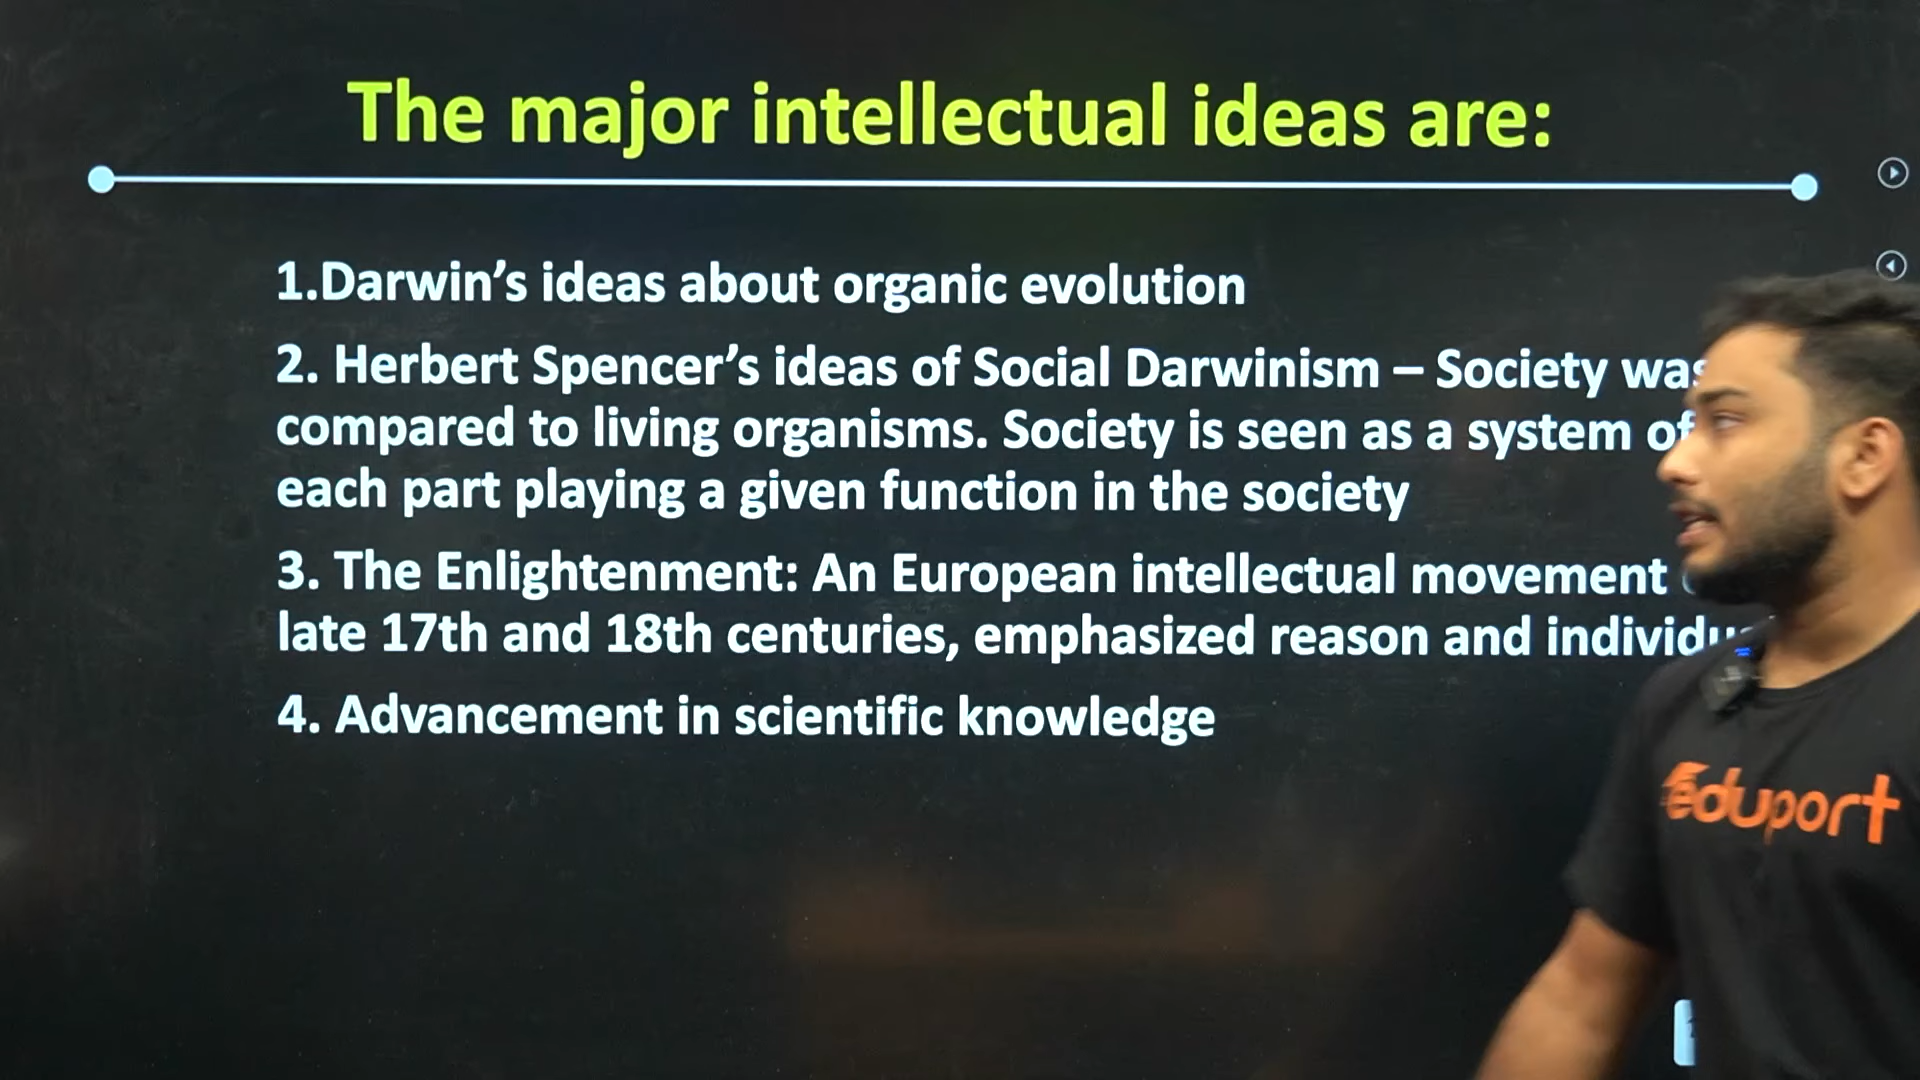 The major intellectual ideas are:
1.Darwin’s ideas about organic evolution
2. Herbert Spencer’s ideas of Social Darwinism – Society was
compared to living organisms. Society is seen as a system of
each part playing a given function in the society
3. The Enlightenment: An European intellectual movement
late 17th and 18th centuries, emphasized reason and
4. Advancement in scientific knowledge
eduport